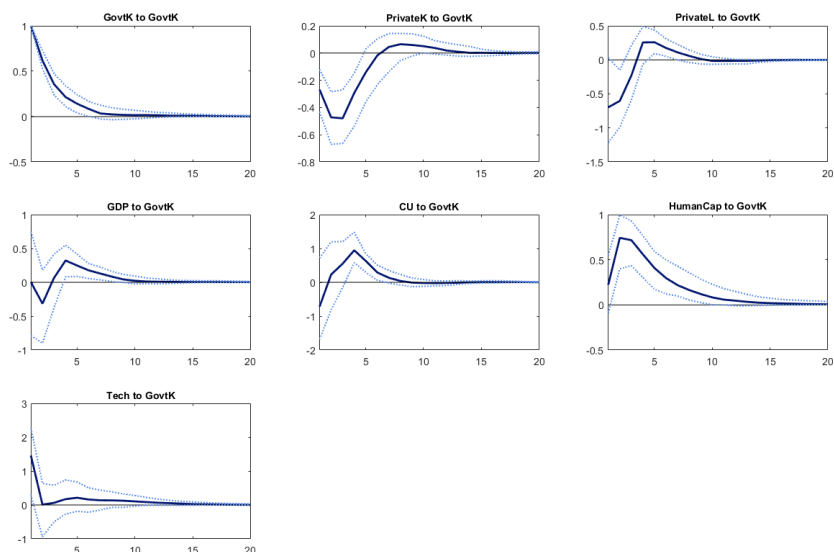 GovtK to GovtK
1
0.5
0
-0.5
5 10 15 20
PrivateK to GovtK
0.2
0
-0.2
-0.4
-0.6
-0.8
5 10 15 20
PrivateL to GovtK
0.5
0
-0.5
-1
-1.5
5 10 15 20
GDP to GovtK
1
0.5
0
-0.5
-1
5 10 15 20
CU to GovtK
2
1
0
-1
-2
5 10 15 20
HumanCap to GovtK
1
0.5
0
-0.5
5 10 15 20
Tech to GovtK
3
2
1
0
-1
5 10 15 20